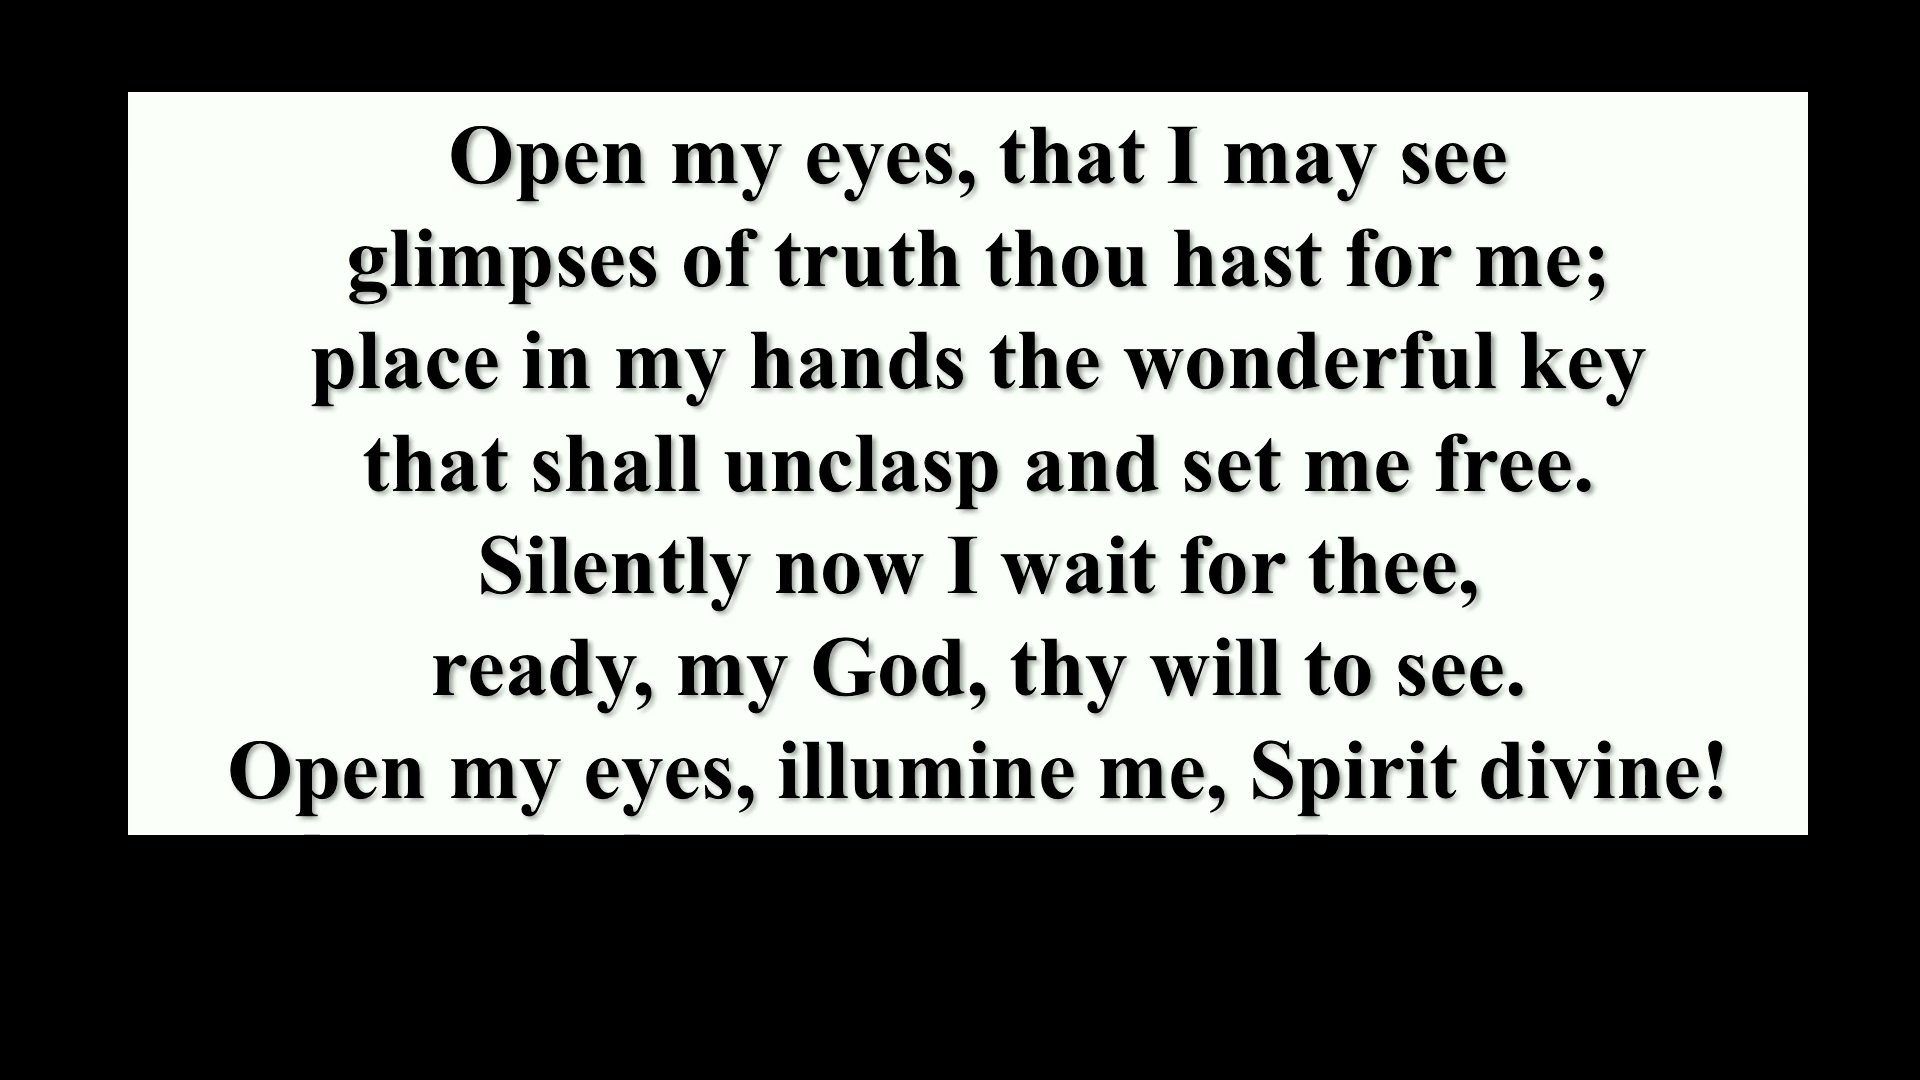 Open my eyes, that I may see
glimpses of truth thou hast for me;
place in my hands the wonderful key
that shall unclasp and set me free.
Silently now I wait for thee,
ready, my God, thy will to see.
Open my eyes, illumine me, Spirit divine!